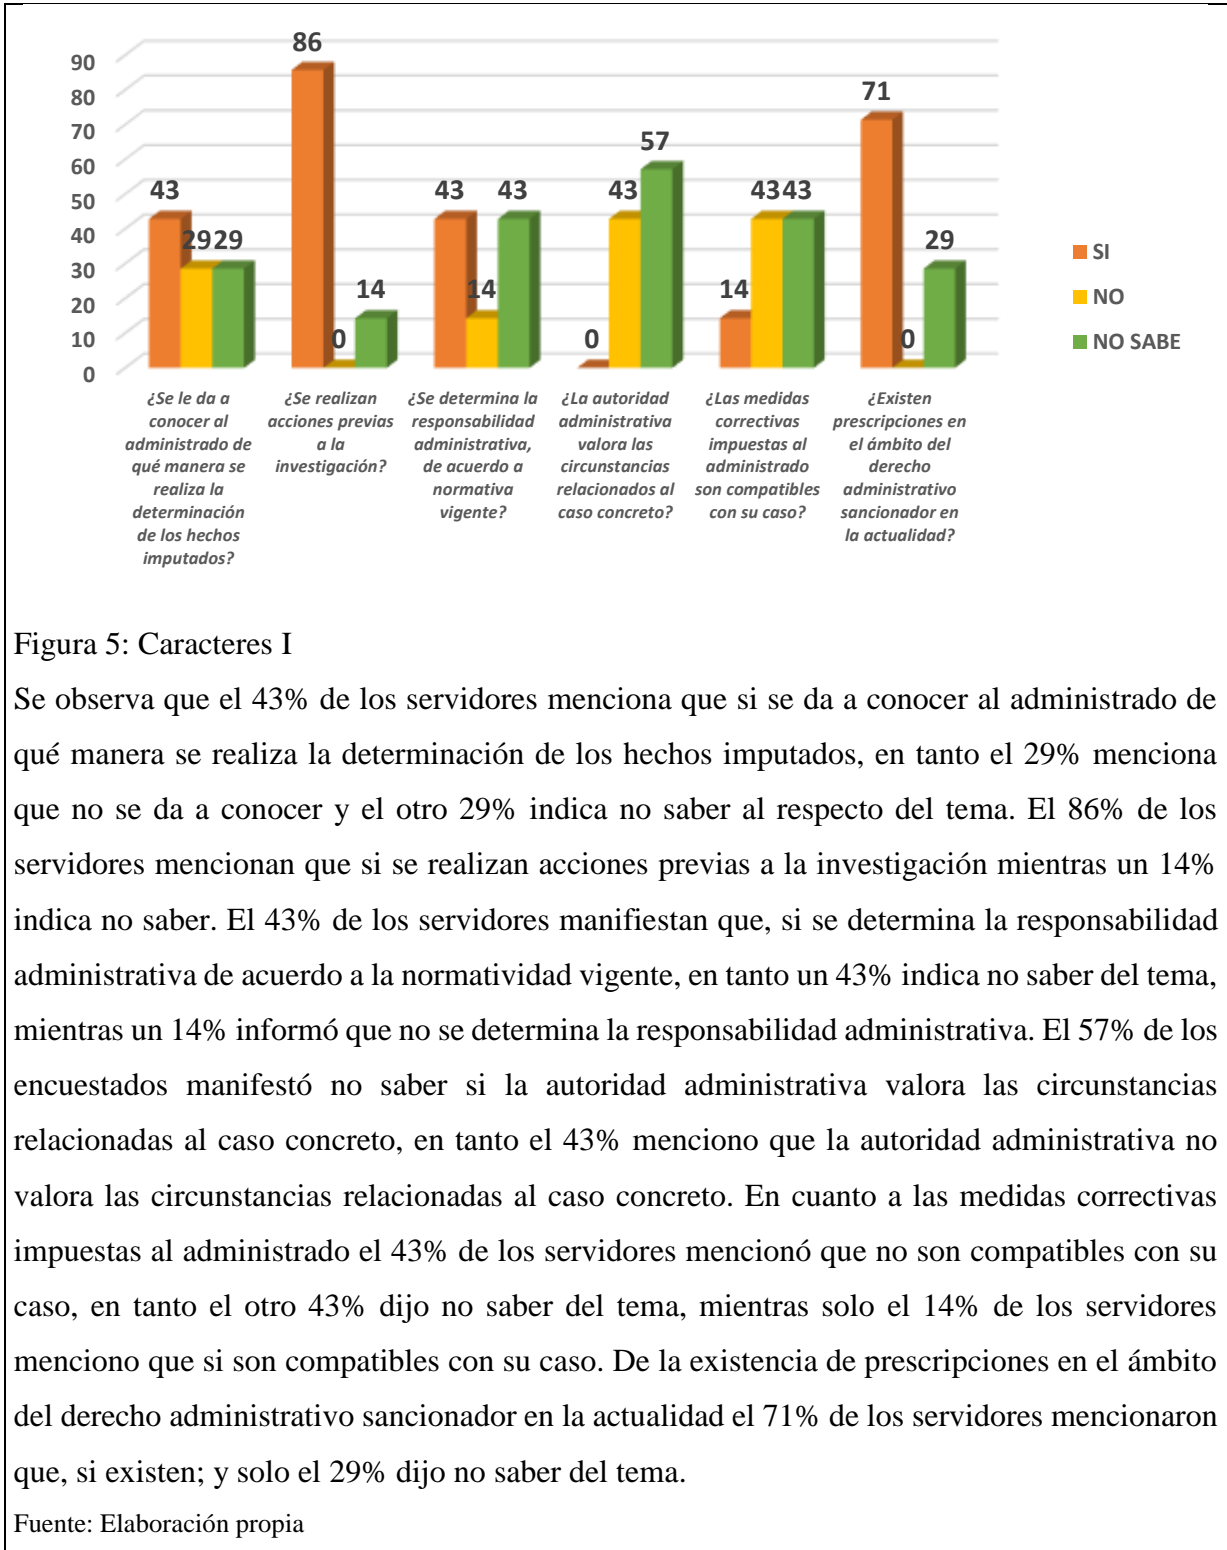 86
90
80
71
70
57
60
50
43
43
43
43
43
43
40
29
29
29
30
14
14
14
20
0
0
0
10
0
SI
NO
NO SABE
¿Se le da a
conocer al
administrado de
qué manera se
realiza la
determinación
de los hechos
imputados?
¿Se realizan
acciones previas
a la
investigación?
¿Se determina la
responsabilidad
administrativa,
de acuerdo a
normativa
vigente?
¿La autoridad
administrativa
valora las
circunstancias
relacionados al
caso concreto?
¿Las medidas
correctivas
impuestas al
administrado
son compatibles
con su caso?
¿Existen
prescripciones en
el ámbito del
derecho
administrativo
sancionador en
la actualidad?
Figura 5: Caracteres I
Se observa que el 43% de los servidores menciona que si se da a conocer al administrado de
qué manera se realiza la determinación de los hechos imputados, en tanto el 29% menciona
que no se da a conocer y el otro 29% indica no saber al respecto del tema. El 86% de los
servidores mencionan que si se realizan acciones previas a la investigación mientras un 14%
indica no saber. El 43% de los servidores manifiestan que, si se determina la responsabilidad
administrativa de acuerdo a la normatividad vigente, en tanto un 43% indica no saber del tema,
mientras un 14% informó que no se determina la responsabilidad administrativa. El 57% de los
encuestados manifestó no saber si la autoridad administrativa valora las circunstancias
relacionadas al caso concreto, en tanto el 43% menciono que la autoridad administrativa no
valora las circunstancias relacionadas al caso concreto. En cuanto a las medidas correctivas
impuestas al administrado el 43% de los servidores mencionó que no son compatibles con su
caso, en tanto el otro 43% dijo no saber del tema, mientras solo el 14% de los servidores
menciono que si son compatibles con su caso. De la existencia de prescripciones en el ámbito
del derecho administrativo sancionador en la actualidad el 71% de los servidores mencionaron
que, si existen; y solo el 29% dijo no saber del tema.
Fuente: Elaboración propia